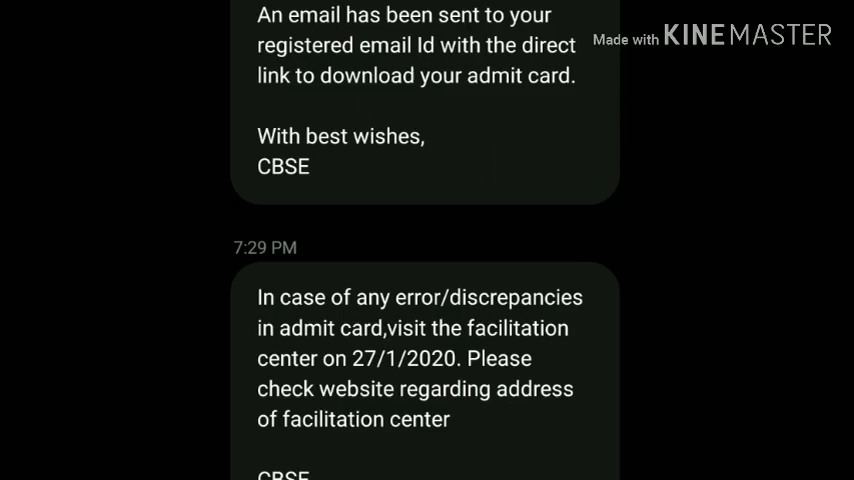 An email has been sent to your
registered email Id with the direct
link to download your admit card.
With best wishes,
CBSE
Made with KINEMASTER
7:29 PM
In case of any error/discrepancies
in admit card,visit the facilitation
center on 27/1/2020. Please
check website regarding address
of facilitation center
CBSE